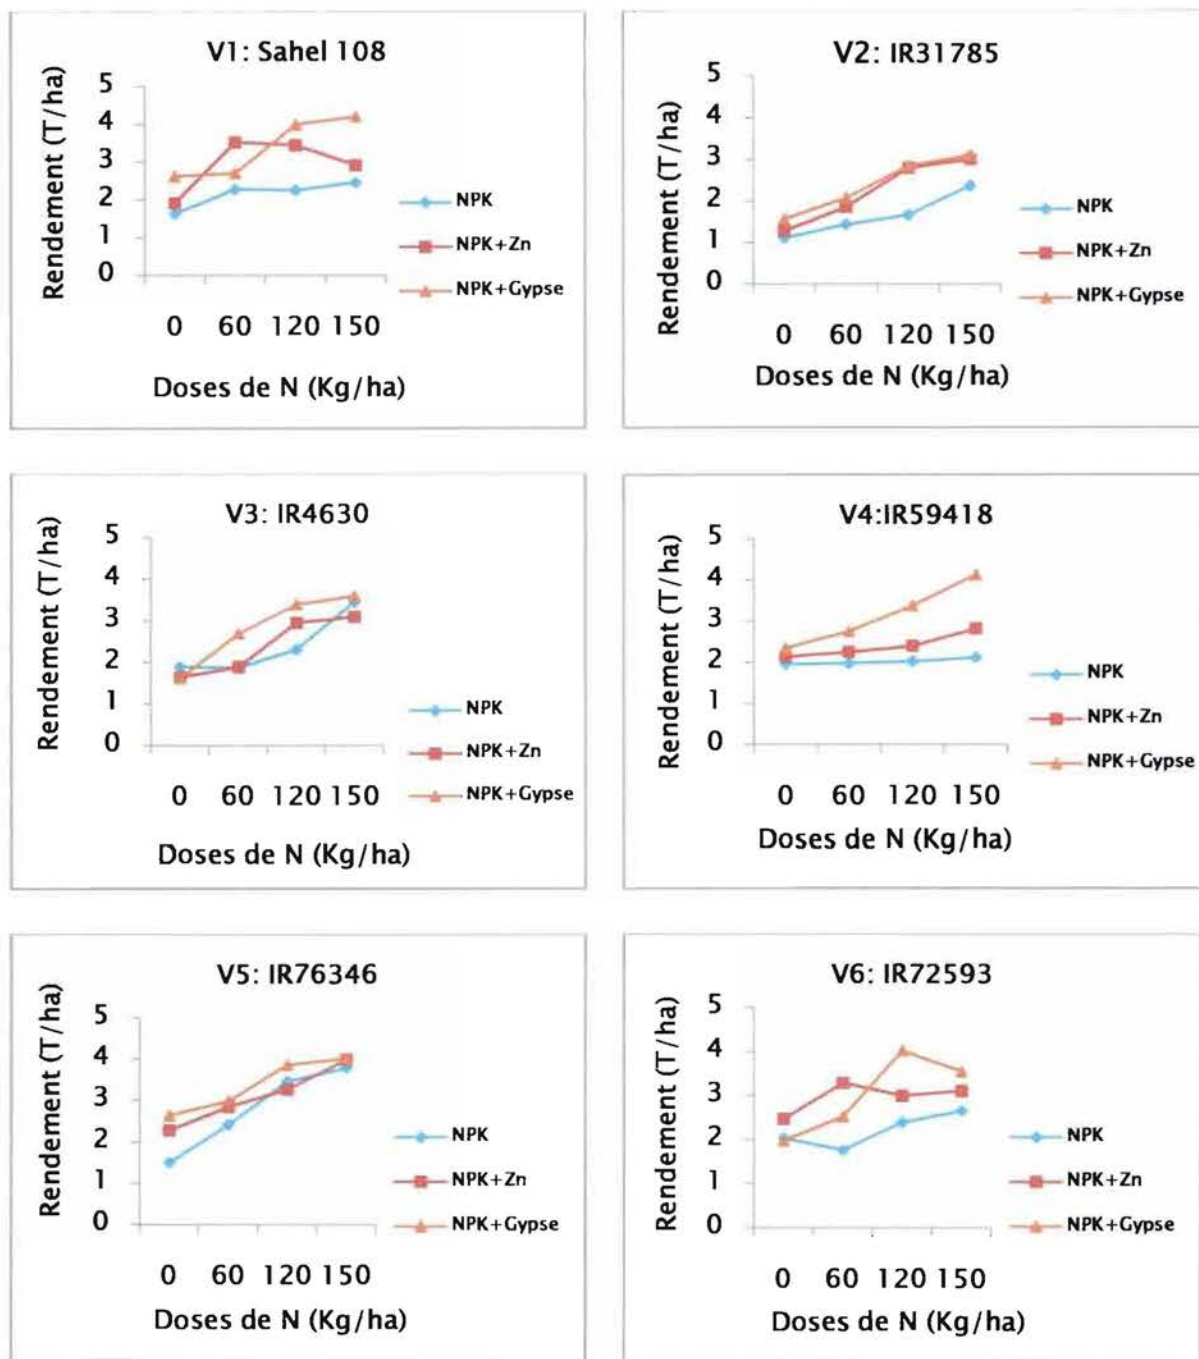 V1: Sahel 108
Rendement (T/ha)
5
4
3
2
1
0
0 60 120 150
Doses de N (Kg/ha)
NPK
NPK+Zn
NPK+Gypse
V2: IR31785
Rendement (T/ha)
5
4
3
2
1
0
0 60 120 150
Doses de N (Kg/ha)
NPK
NPK+Zn
NPK+Gypse
V3: IR4630
Rendement (T/ha)
5
4
3
2
1
0
0 60 120 150
Doses de N (Kg/ha)
NPK
NPK+Zn
NPK+Gypse
V4:IR59418
Rendement (T/ha)
5
4
3
2
1
0
0 60 120 150
Doses de N (Kg/ha)
NPK
NPK+Zn
NPK+Gypse
V5: IR76346
Rendement (T/ha)
5
4
3
2
1
0
0 60 120 150
Doses de N (Kg/ha)
NPK
NPK+Zn
NPK+Gypse
V6: IR72593
Rendement (T/ha)
5
4
3
2
1
0
0 60 120 150
Doses de N (Kg/ha)
NPK
NPK+Zn
NPK+Gypse